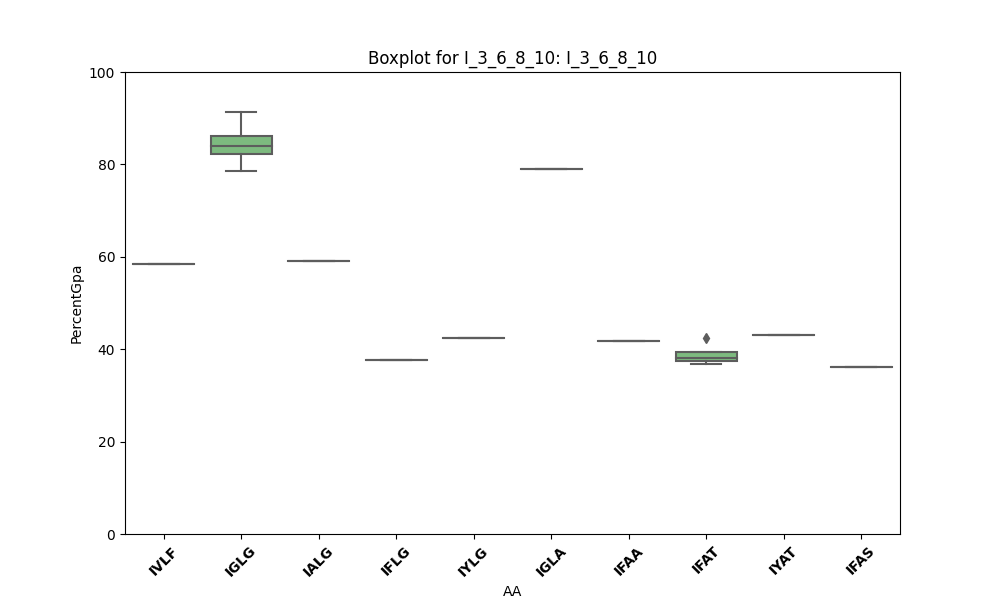 Boxplot for I_3_6_8_10: I_3_6_8_10
100
80
60
40
20
0
PercentGpa
IVLF
IGLG
IALG
IFLG
IYLG
IGLA
IFAA
IFAT
IYAT
IFAS
AA